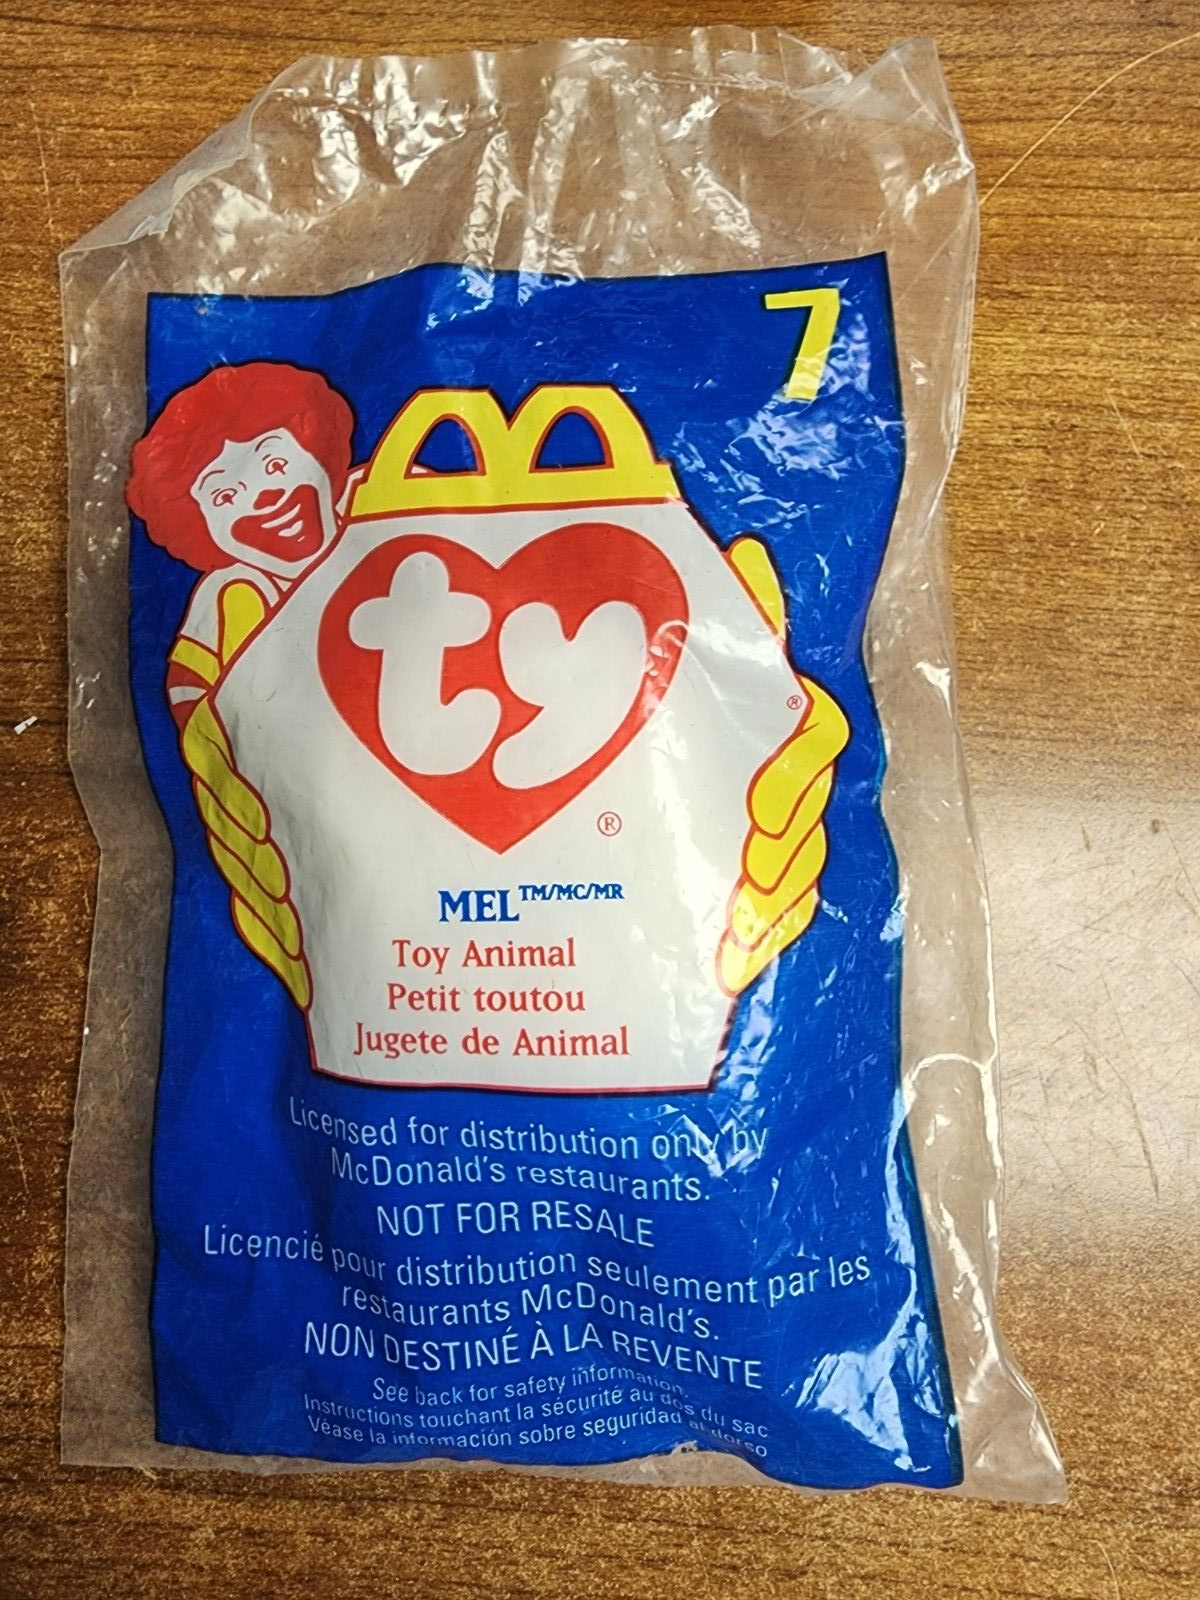 7
ty
®
®
MEL TM/MC/MR
Toy Animal
Petit toutou
Jugete de Animal
Licensed for distribution only by
McDonald's restaurants.
NOT FOR RESALE
Licencié pour distribution seulement par les
restaurants McDonald's.
NON DESTINÉ À LA REVENTE
See back for safety information.
Instructions touchant la sécurité au dos du sac
Véase la información sobre seguridad al dorso